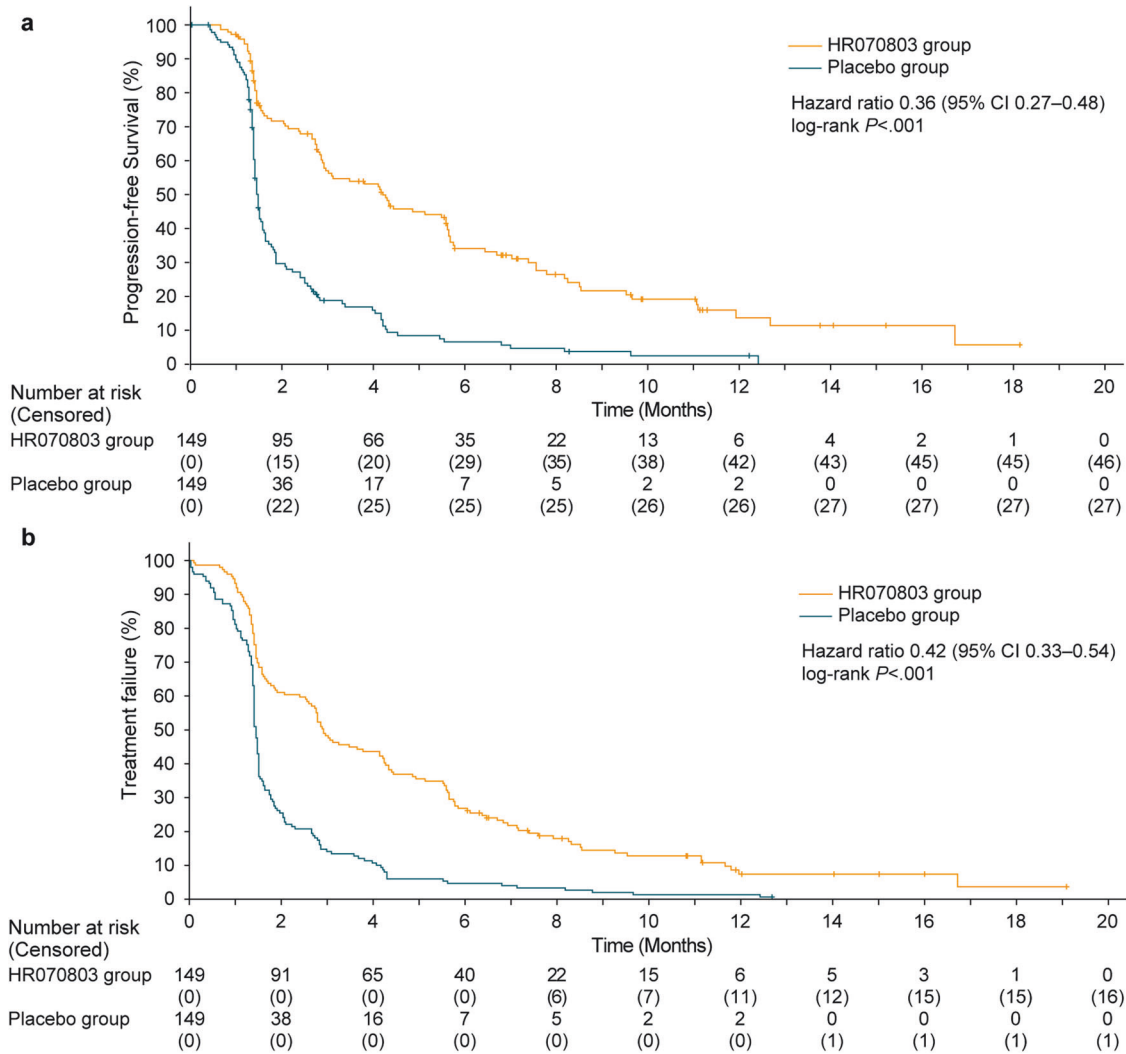 a
100
90
80
70
60
50
40
30
20
10
0
Progression-free Survival (%)
HR070803 group
Placebo group
Hazard ratio 0.36 (95% CI 0.27–0.48)
log-rank P<.001
0 2 4 6 8 10 12 14 16 18 20
Time (Months)
Number at risk
(Censored)
HR070803 group 149 95 66 35 22 13 6 4 2 1 0
(0) (15) (20) (29) (35) (38) (42) (43) (45) (45) (46)
Placebo group 149 36 17 7 5 2 2 0 0 0 0
(0) (22) (25) (25) (25) (26) (26) (27) (27) (27) (27)
b
100
90
80
70
60
50
40
30
20
10
0
Treatment failure (%)
HR070803 group
Placebo group
Hazard ratio 0.42 (95% CI 0.33–0.54)
log-rank P<.001
0 2 4 6 8 10 12 14 16 18 20
Time (Months)
Number at risk
(Censored)
HR070803 group 149 91 65 40 22 15 6 5 3 1 0
(0) (0) (0) (0) (6) (7) (11) (12) (15) (15) (16)
Placebo group 149 38 16 7 5 2 2 0 0 0 0
(0) (0) (0) (0) (0) (0) (0) (1) (1) (1) (1)